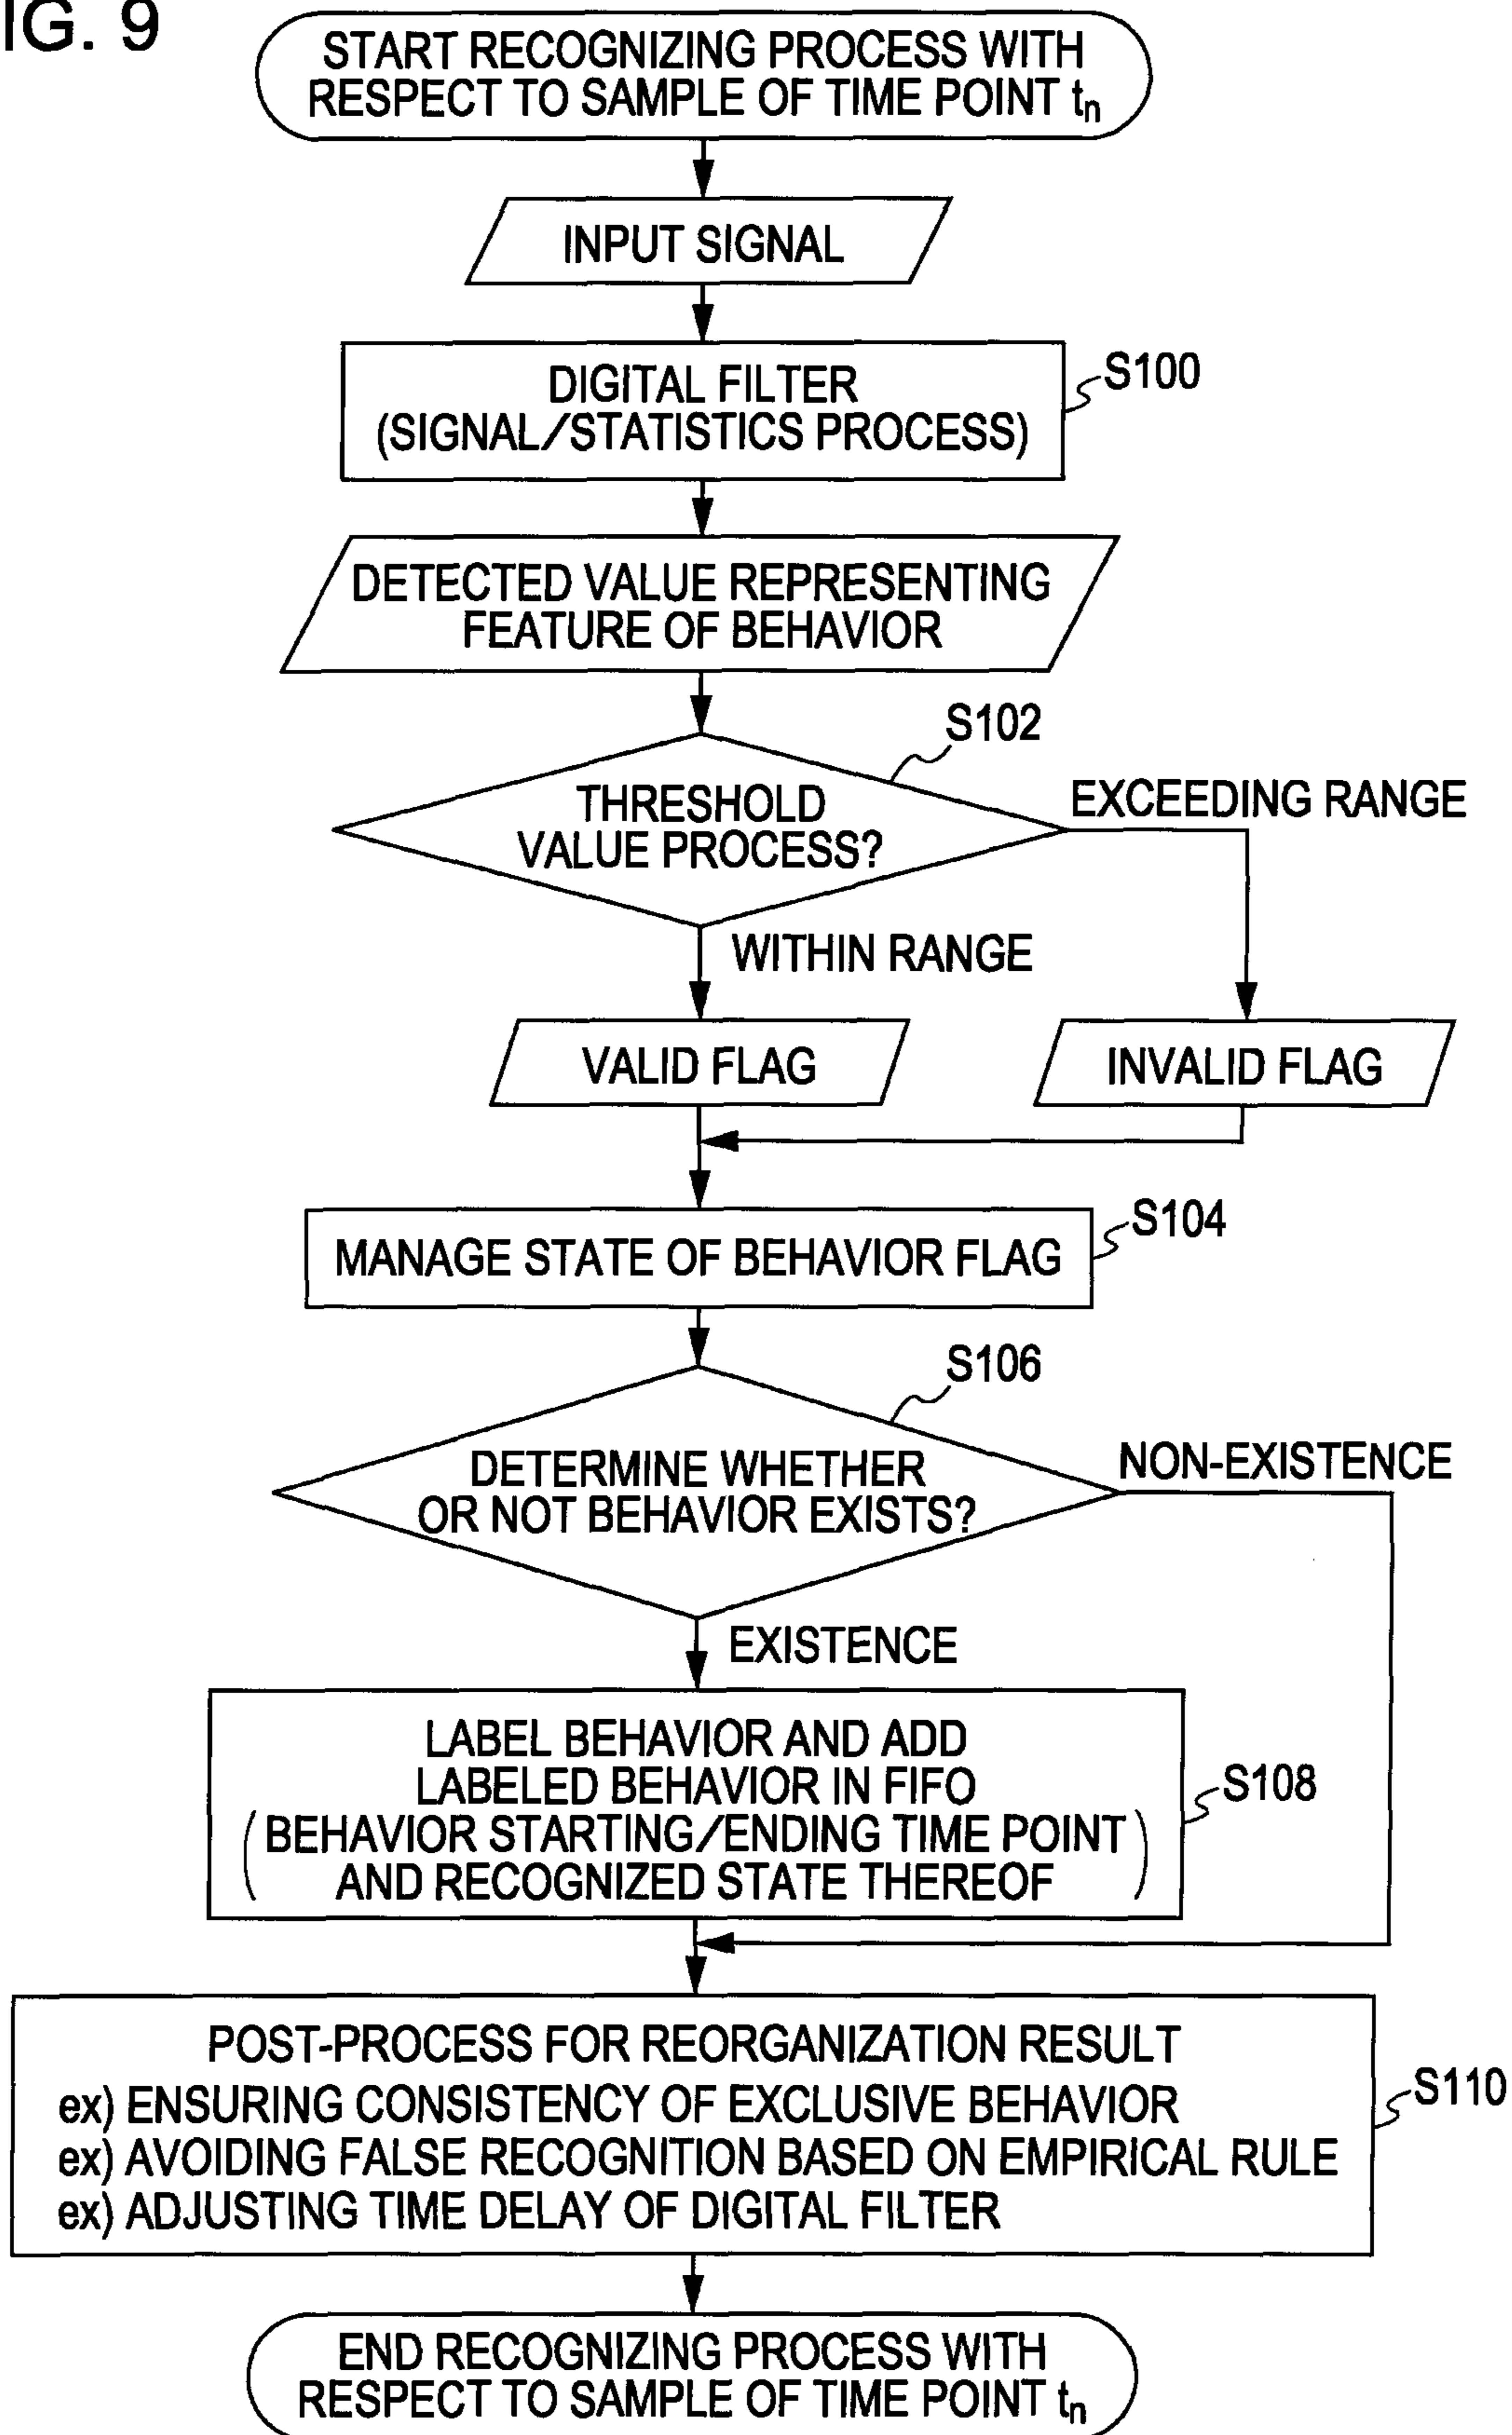 IG. 9
START RECOGNIZING PROCESS WITH
RESPECT TO SAMPLE OF TIME POINT tn
INPUT SIGNAL
DIGITAL FILTER
(SIGNAL/STATISTICS PROCESS)
S100
DETECTED VALUE REPRESENTING
FEATURE OF BEHAVIOR
S102
THRESHOLD
VALUE PROCESS?
EXCEEDING RANGE
WITHIN RANGE
VALID FLAG
INVALID FLAG
MANAGE STATE OF BEHAVIOR FLAG
S104
S106
DETERMINE WHETHER
OR NOT BEHAVIOR EXISTS?
NON-EXISTENCE
EXISTENCE
LABEL BEHAVIOR AND ADD
LABELED BEHAVIOR IN FIFO
(BEHAVIOR STARTING/ENDING TIME POINT
AND RECOGNIZED STATE THEREOF)
S108
POST-PROCESS FOR REORGANIZATION RESULT
ex) ENSURING CONSISTENCY OF EXCLUSIVE BEHAVIOR
ex) AVOIDING FALSE RECOGNITION BASED ON EMPIRICAL RULE
ex) ADJUSTING TIME DELAY OF DIGITAL FILTER
S110
END RECOGNIZING PROCESS WITH
RESPECT TO SAMPLE OF TIME POINT tn